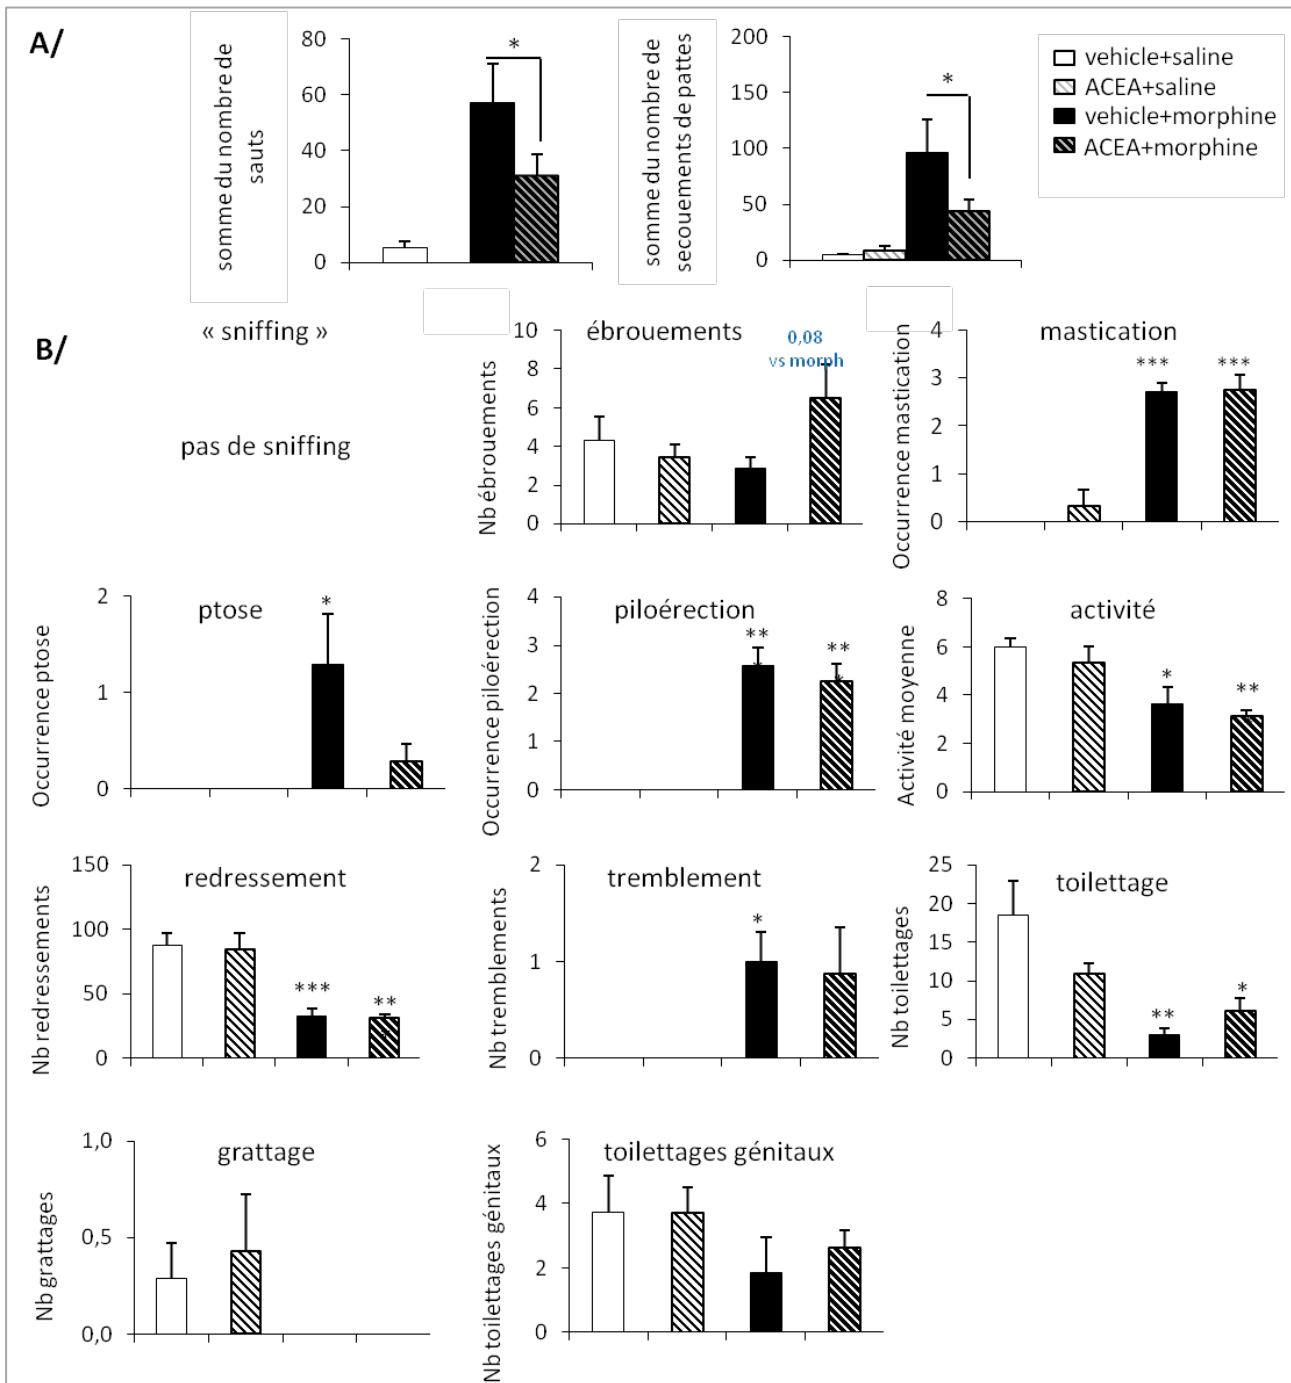 A/
somme du nombre de
sauts
80
60
40
20
0
*
somme du nombre de
secouements de pattes
200
150
100
50
0
*
vehicle+saline
ACEA+saline
vehicle+morphine
ACEA+morphine
B/
« sniffing »
pas de sniffing
ébrouements
Nb ébrouements
10
8
6
4
2
0
0,08
vs morph
mastication
Occurrence mastication
4
3
2
1
0
***
***
ptose
Occurrence ptose
2
1
0
*
piloérection
Occurrence piloérection
4
3
2
1
0
**
*
**
*
activité
Activité moyenne
8
6
4
2
0
*
**
redressement
Nb redressements
150
100
50
0
***
**
*
tremblement
Nb tremblements
2
1
0
*
toilettage
Nb toilettages
25
20
15
10
5
0
**
*
grattage
Nb grattages
1,0
0,5
0,0
toilettages génitaux
Nb toilettages génitaux
6
4
2
0